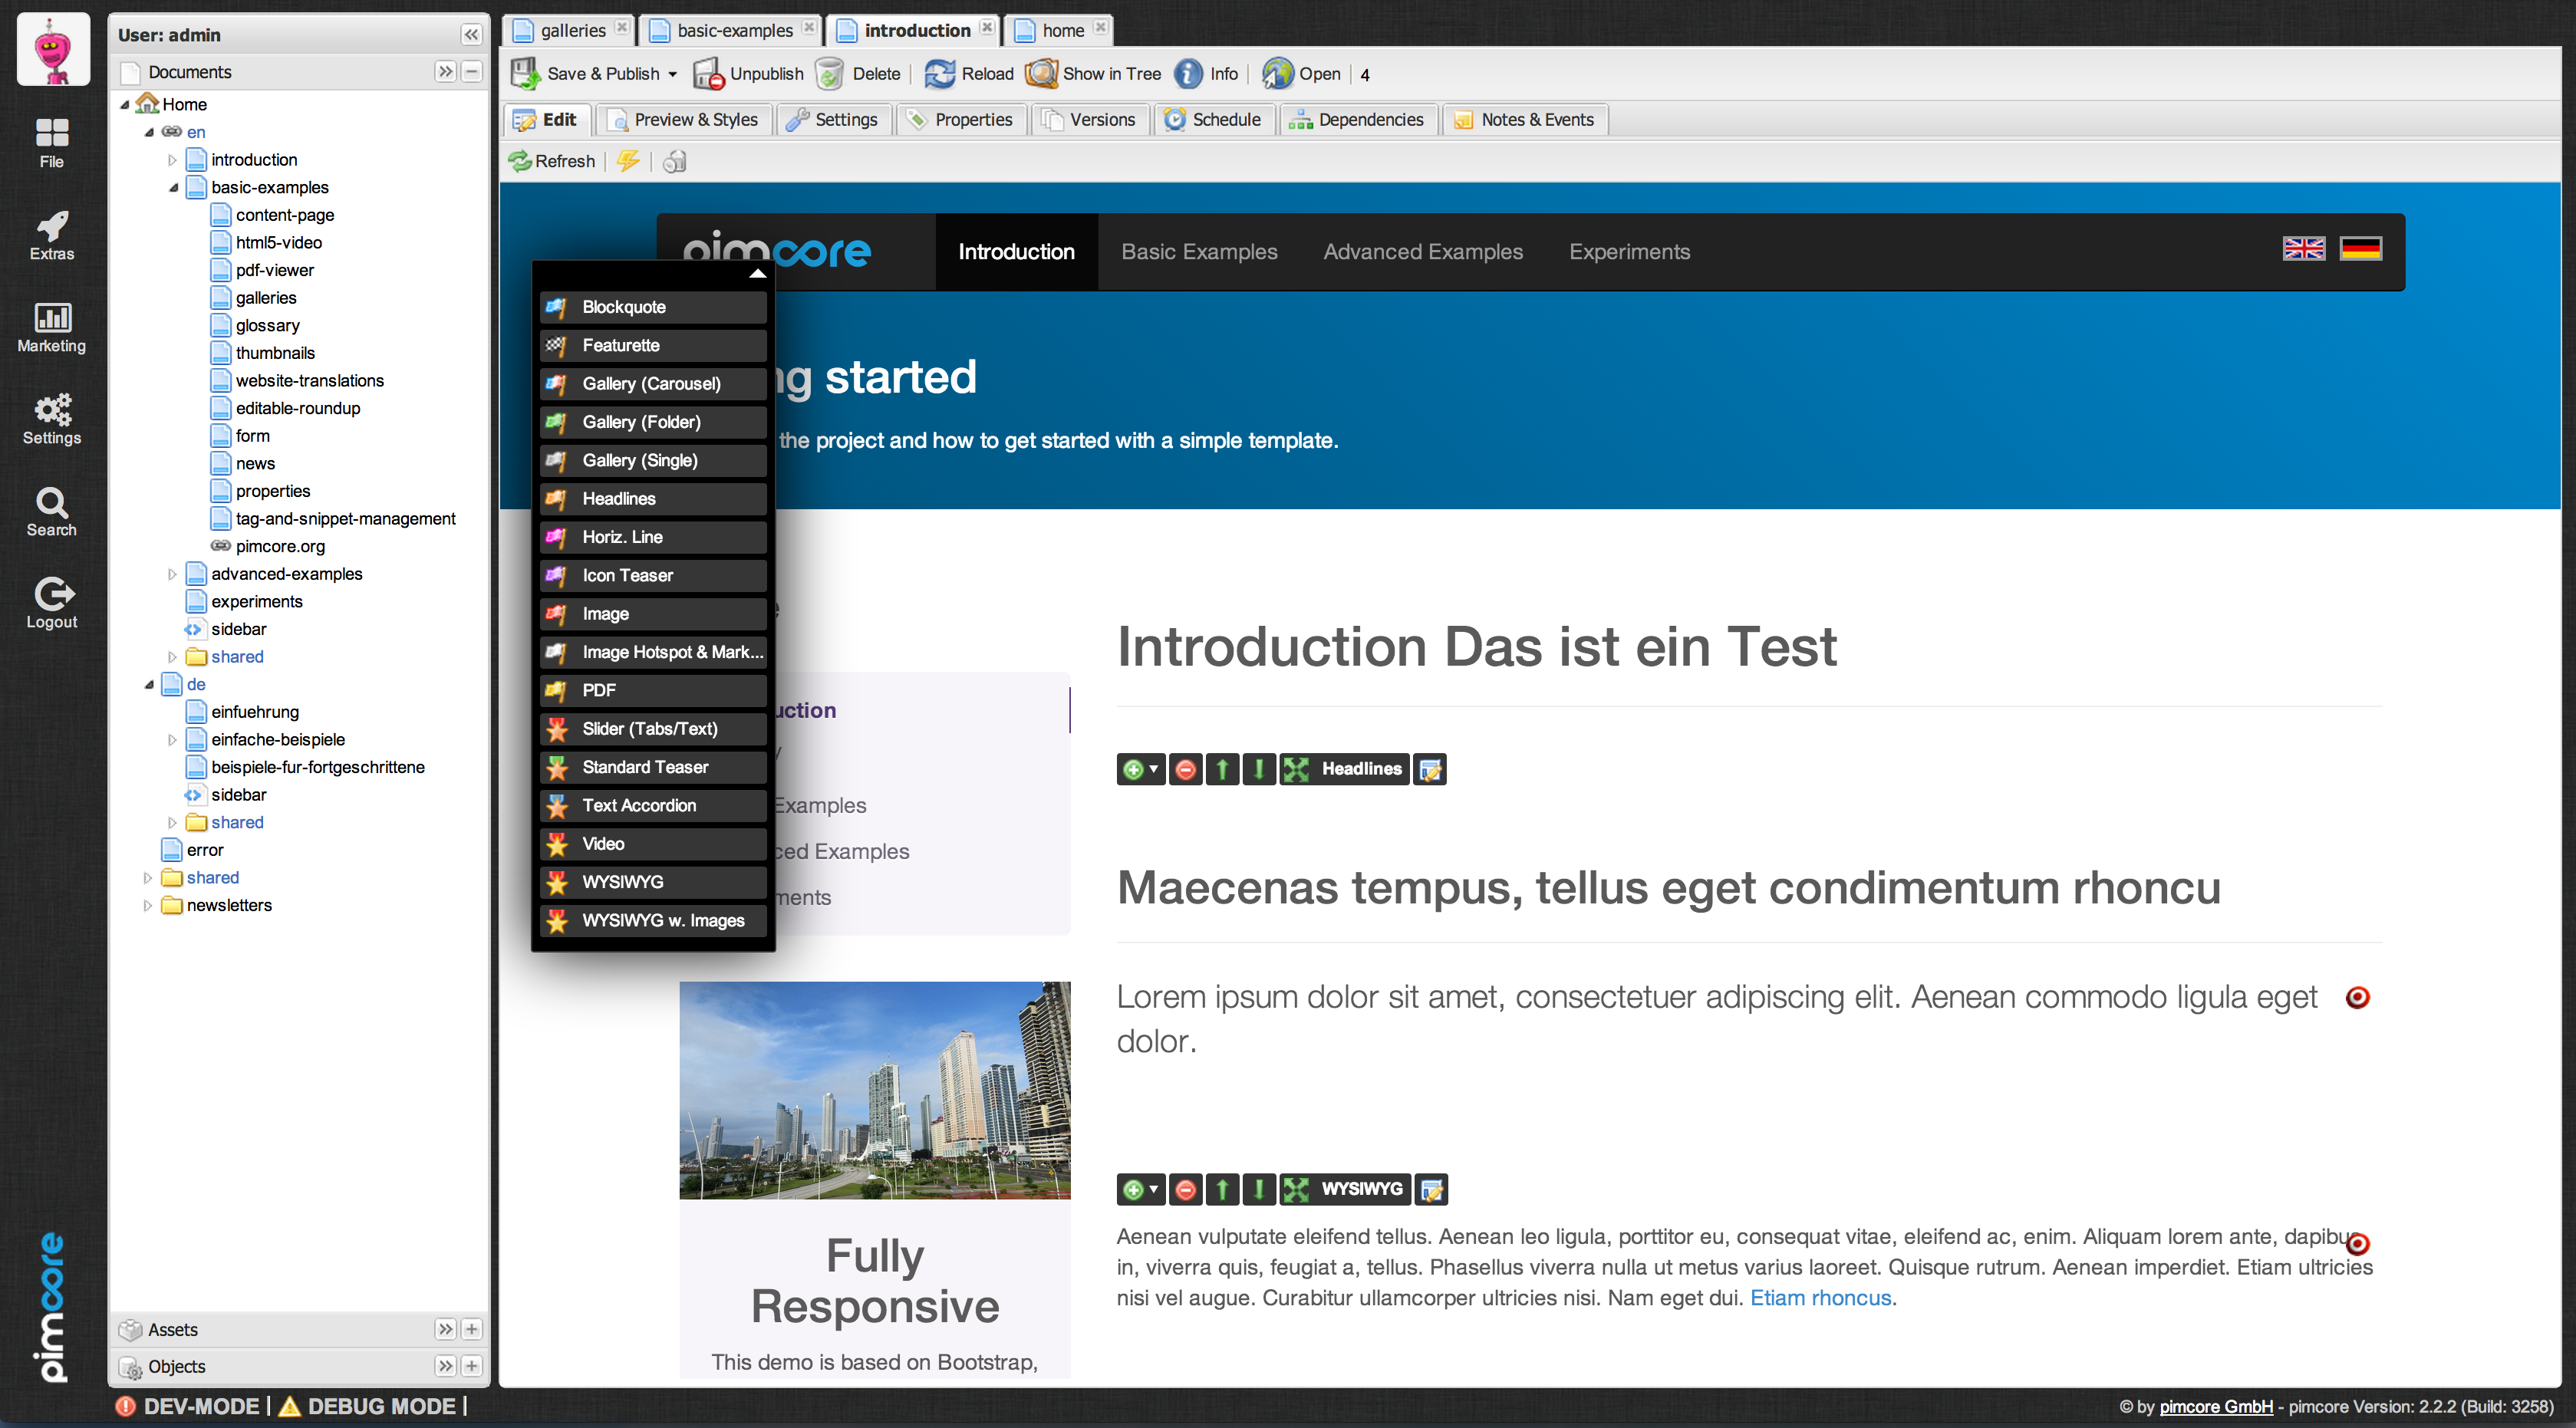 User: admin
Documents
File
Extras
Marketing
Settings
Search
Logout
pimcore
Home
en
introduction
basic-examples
content-page
html5-video
pdf-viewer
galleries
glossary
thumbnails
website-translations
editable-roundup
form
news
properties
tag-and-snippet-management
pimcore.org
advanced-examples
experiments
sidebar
shared
de
einfuehrung
einfache-beispiele
beispiele-fur-fortgeschrittene
sidebar
shared
error
shared
newsletters
Assets
Objects
galleries basic-examples introduction home
Save & Publish Unpublish Delete Reload Show in Tree Info Open 4
Edit Preview & Styles Settings Properties Versions Schedule Dependencies Notes & Events
Refresh
pimcore Introduction Basic Examples Advanced Examples Experiments
Blockquote
Featurette
Gallery (Carousel)
Gallery (Folder)
Gallery (Single)
Headlines
Horiz. Line
Icon Teaser
Image
Image Hotspot & Mark...
PDF
Slider (Tabs/Text)
Standard Teaser
Text Accordion
Video
WYSIWYG
WYSIWYG w. Images
ng started
the project and how to get started with a simple template.
uction
Examples
ced Examples
ments
Fully
Responsive
This demo is based on Bootstrap,
Introduction Das ist ein Test
Headlines
Maecenas tempus, tellus eget condimentum rhoncu
Lorem ipsum dolor sit amet, consectetuer adipiscing elit. Aenean commodo ligula eget
dolor.
WYSIWYG
Aenean vulputate eleifend tellus. Aenean leo ligula, porttitor eu, consequat vitae, eleifend ac, enim. Aliquam lorem ante, dapibus
in, viverra quis, feugiat a, tellus. Phasellus viverra nulla ut metus varius laoreet. Quisque rutrum. Aenean imperdiet. Etiam ultricies
nisi vel augue. Curabitur ullamcorper ultricies nisi. Nam eget dui. Etiam rhoncus.
DEV-MODE | DEBUG MODE |
© by pimcore GmbH - pimcore Version: 2.2.2 (Build: 3258)